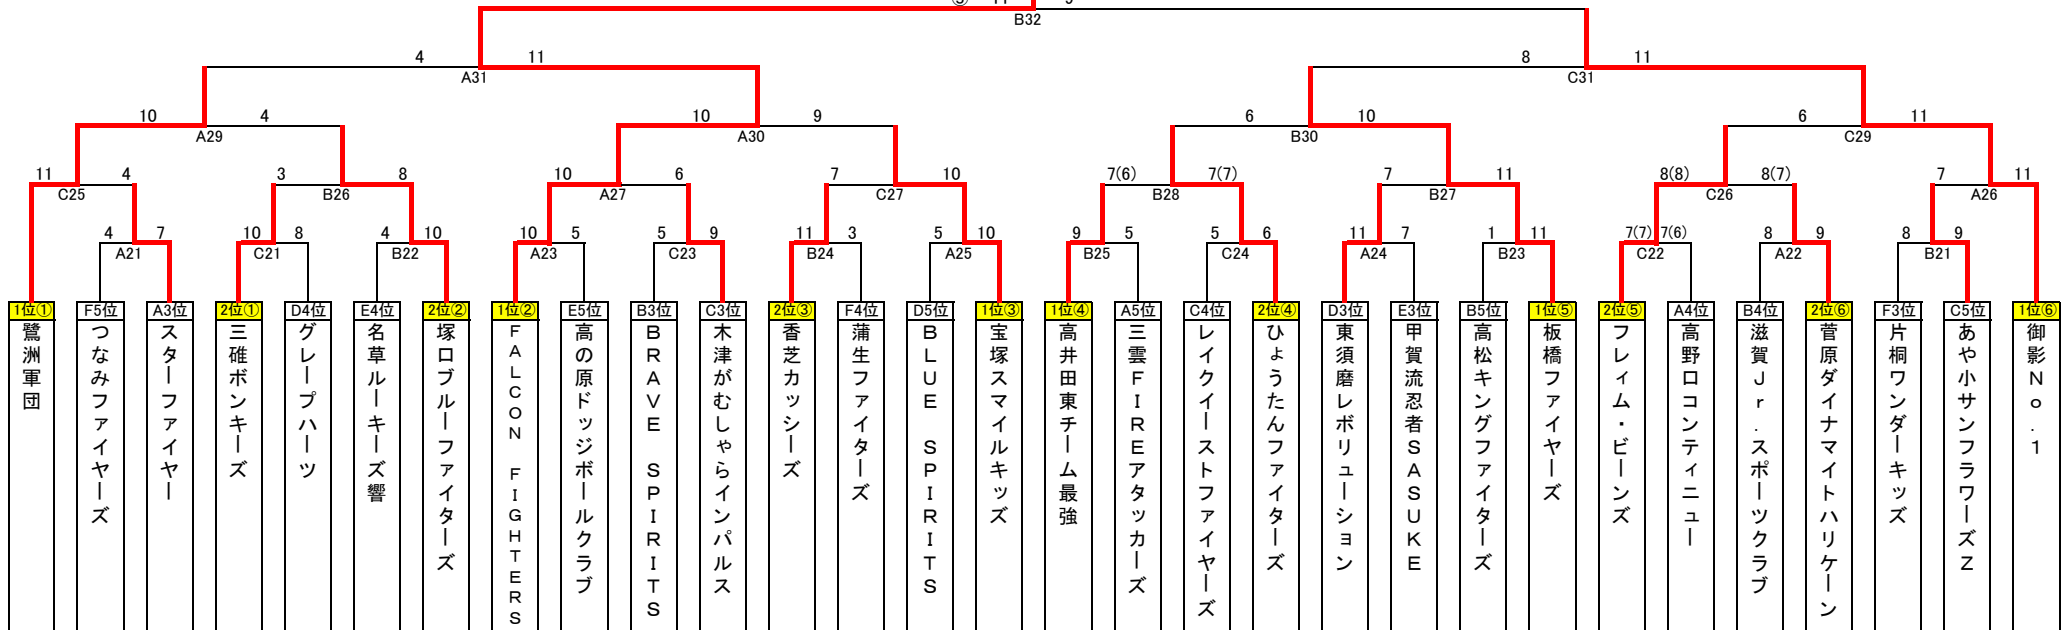 B32
4 11 8 11
A31 C31
10 4 10 9 6 10 6 11
A29 A30 B30 C29
11 4 3 8 10 6 7 10 7(6) 7(7) 7 11 8(8) 8(7) 7 11
C25 B26 A27 C27 B28 B27 C26 A26
4 7 10 8 4 10 10 5 5 9 11 3 5 10 9 5 5 6 11 7 1 11 7(7) 7(6) 8 9 8 9
A21 C21 B22 A23 C23 B24 A25 B25 C24 A24 B23 C22 A22 B21
1位① F5位 A3位 2位① D4位 E4位 2位② 1位② E5位 B3位 C3位 2位③ F4位 D5位 1位③ 1位④ A5位 C4位 2位④ D3位 E3位 B5位 1位⑤ 2位⑤ A4位 B4位 2位⑥ F3位 C5位 1位⑥
鷺洲軍団
つなみファイヤーズ
スターファイヤー
三碓ボンキーズ
グレープハーツ
名草ルーキーズ響
塚口ブルーファイターズ
FALCON FIGHTERS
高の原ドッジボールクラブ
BRAVE SPIRITS
木津がむしゃらインパルス
香芝カッシーズ
蒲生ファイターズ
BLUE SPIRITS
宝塚スマイルキッズ
高井田東チーム最強
三雲FIREアタッカーズ
レイクイーストファイヤーズ
ひょうたんファイターズ
東須磨レボリューション
甲賀流忍者SASUKE
高松キングファイターズ
板橋ファイヤーズ
フレイム・ビーンズ
高野口コンティニュー
滋賀Jr.スポーツクラブ
菅原ダイナマイトハリケーン
片桐ワンダーキッズ
あや小サンフラワーズZ
御影No.1